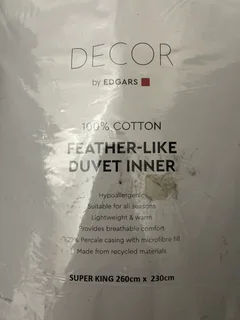 DECOR
by EDGARS
100% COTTON
FEATHER-LIKE
DUVET INNER
Hypoallergenic
Suitable for all seasons
Lightweight & warm
Provides breathable comfort
Percale casing with microfibre fill
Made from recycled materials
SUPER KING 260cm x 230cm